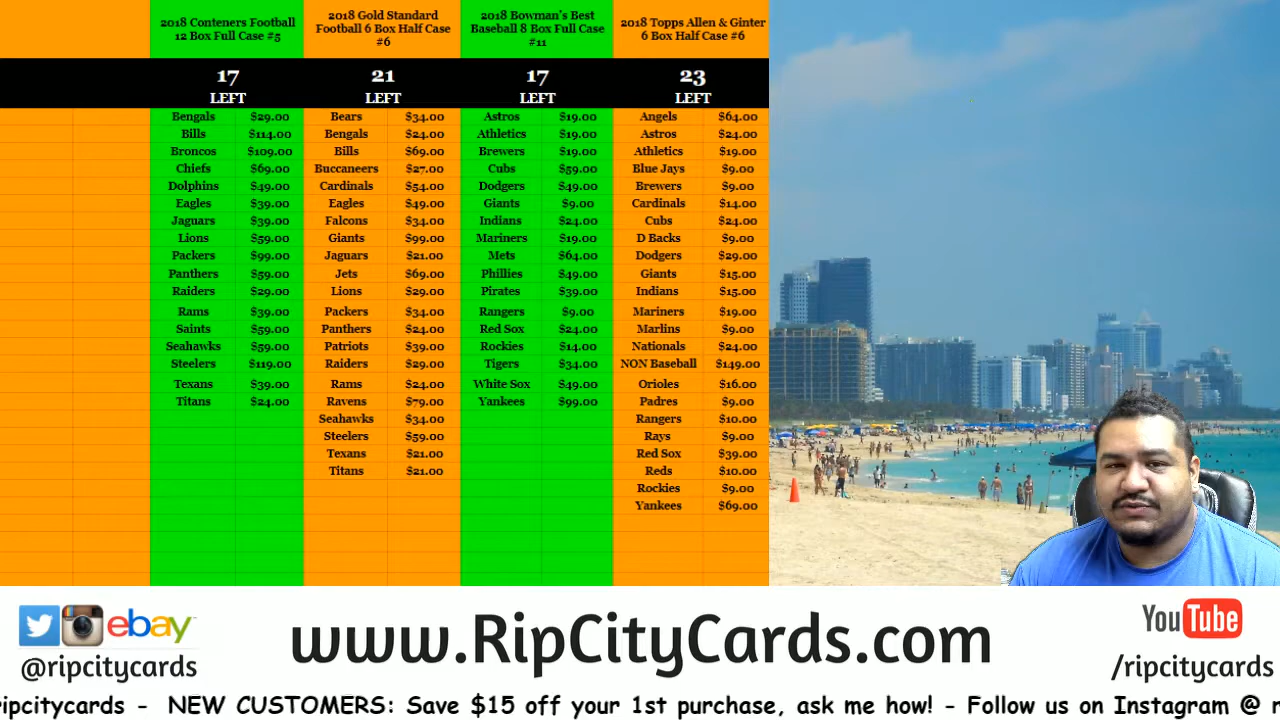 2018 Conteners Football
12 Box Full Case #5
17
LEFT
Bengals $29.00
Bills $114.00
Broncos $109.00
Chiefs $69.00
Dolphins $49.00
Eagles $39.00
Jaguars $39.00
Lions $59.00
Packers $99.00
Panthers $59.00
Raiders $29.00
Rams $39.00
Saints $59.00
Seahawks $59.00
Steelers $119.00
Texans $39.00
Titans $24.00
2018 Gold Standard
Football 6 Box Half Case
#6
21
LEFT
Bears $34.00
Bengals $24.00
Bills $69.00
Buccaneers $27.00
Cardinals $54.00
Eagles $49.00
Falcons $34.00
Giants $99.00
Jaguars $21.00
Jets $69.00
Lions $29.00
Packers $34.00
Panthers $24.00
Patriots $39.00
Raiders $29.00
Rams $24.00
Ravens $79.00
Seahawks $34.00
Steelers $59.00
Texans $21.00
Titans $21.00
2018 Bowman's Best
Baseball 8 Box Full Case
#11
17
LEFT
Astros $19.00
Athletics $19.00
Brewers $19.00
Cubs $59.00
Dodgers $49.00
Giants $9.00
Indians $24.00
Mariners $19.00
Mets $64.00
Phillies $49.00
Pirates $39.00
Rangers $9.00
Red Sox $24.00
Rockies $14.00
Tigers $34.00
White Sox $49.00
Yankees $99.00
2018 Topps Allen & Ginter
6 Box Half Case #6
23
LEFT
Angels $64.00
Astros $24.00
Athletics $19.00
Blue Jays $9.00
Brewers $9.00
Cardinals $14.00
Cubs $24.00
D Backs $9.00
Dodgers $29.00
Giants $15.00
Indians $15.00
Mariners $19.00
Marlins $9.00
Nationals $24.00
NON Baseball $149.00
Orioles $16.00
Padres $9.00
Rangers $10.00
Rays $9.00
Red Sox $39.00
Reds $10.00
Rockies $9.00
Yankees $69.00
ebay
@ripcitycards
www.RipCityCards.com
YouTube
/ripcitycards
ripcitycards - NEW CUSTOMERS: Save $15 off your 1st purchase, ask me how! - Follow us on Instagram @